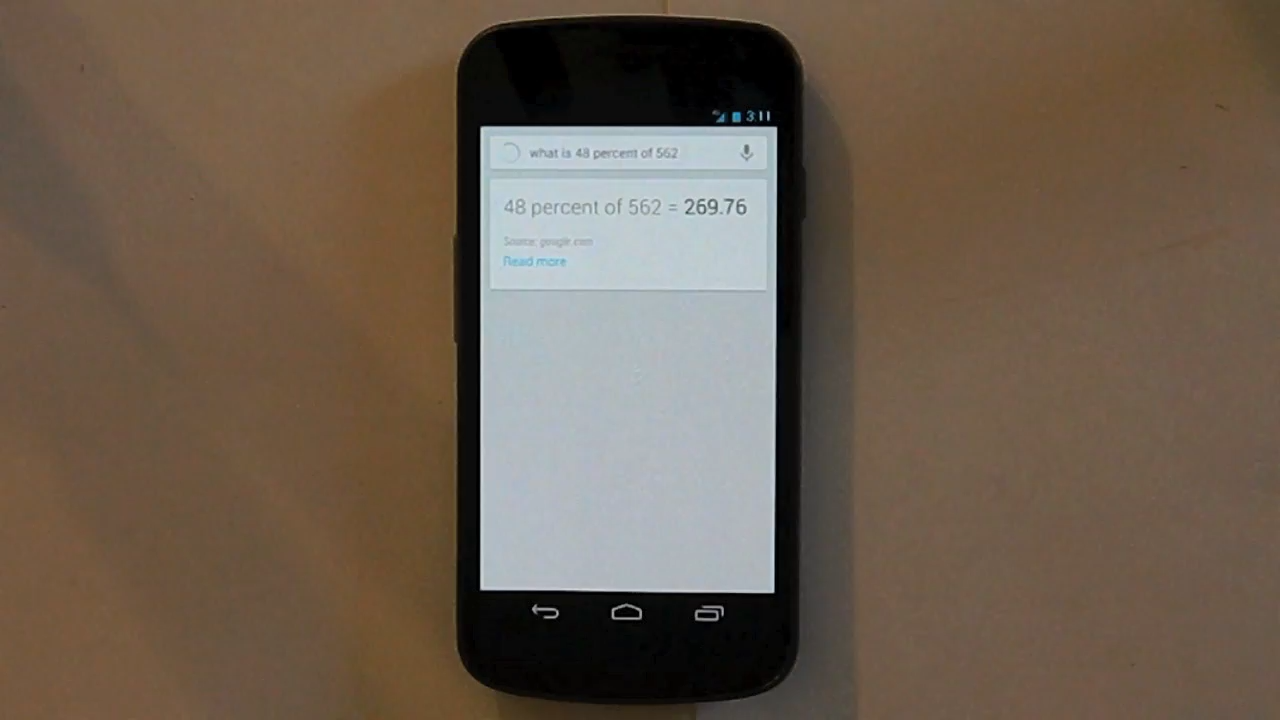 3:11
what is 48 percent of 562
48 percent of 562 = 269.76
Source: google.com
Read more